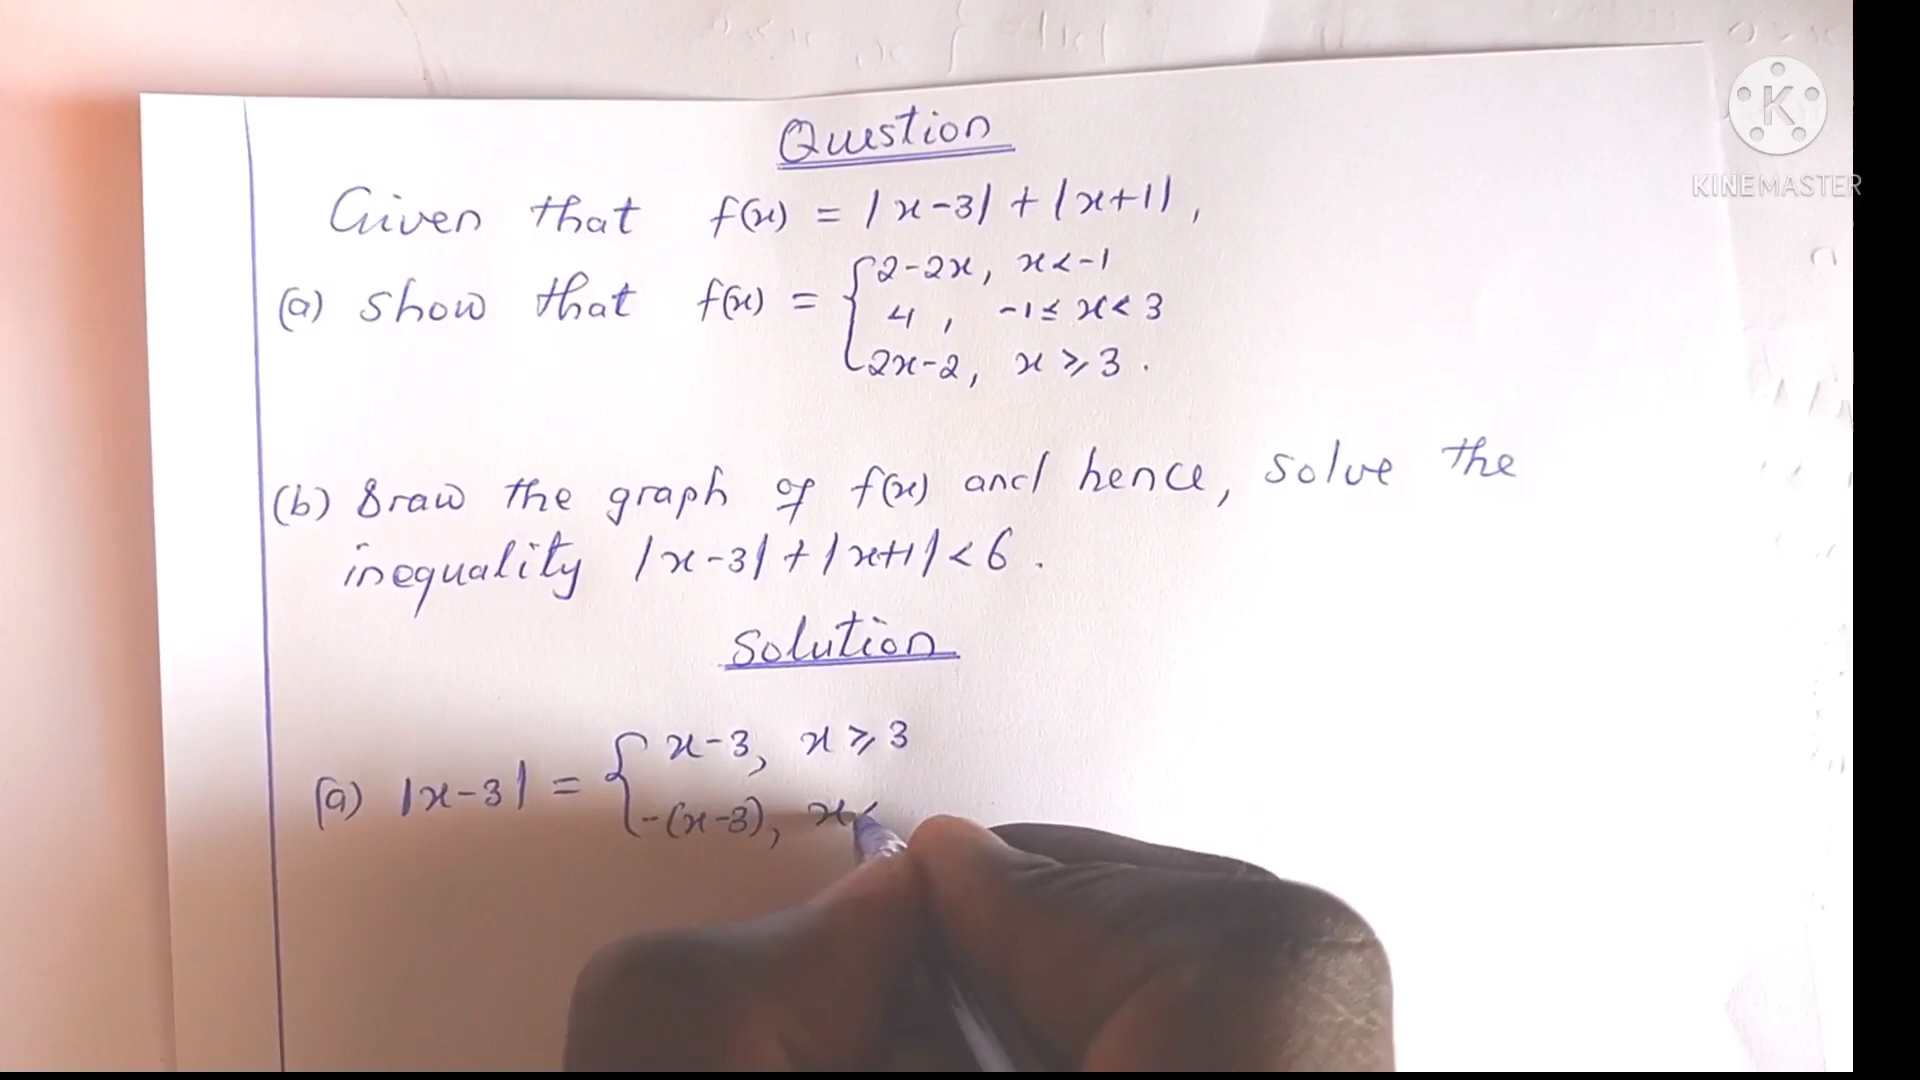 Question
Given that f(x) = |x-3| + |x+1|,
(a) show that f(x) = { 2-2x, x < -1
4, -1 ≤ x < 3
2x-2, x ≥ 3.
(b) Draw the graph of f(x) and hence, solve the
inequality |x-3| + |x+1| < 6.
Solution
(a) |x-3| = { x-3, x ≥ 3
-(x-3), x <
K
KINEMASTER